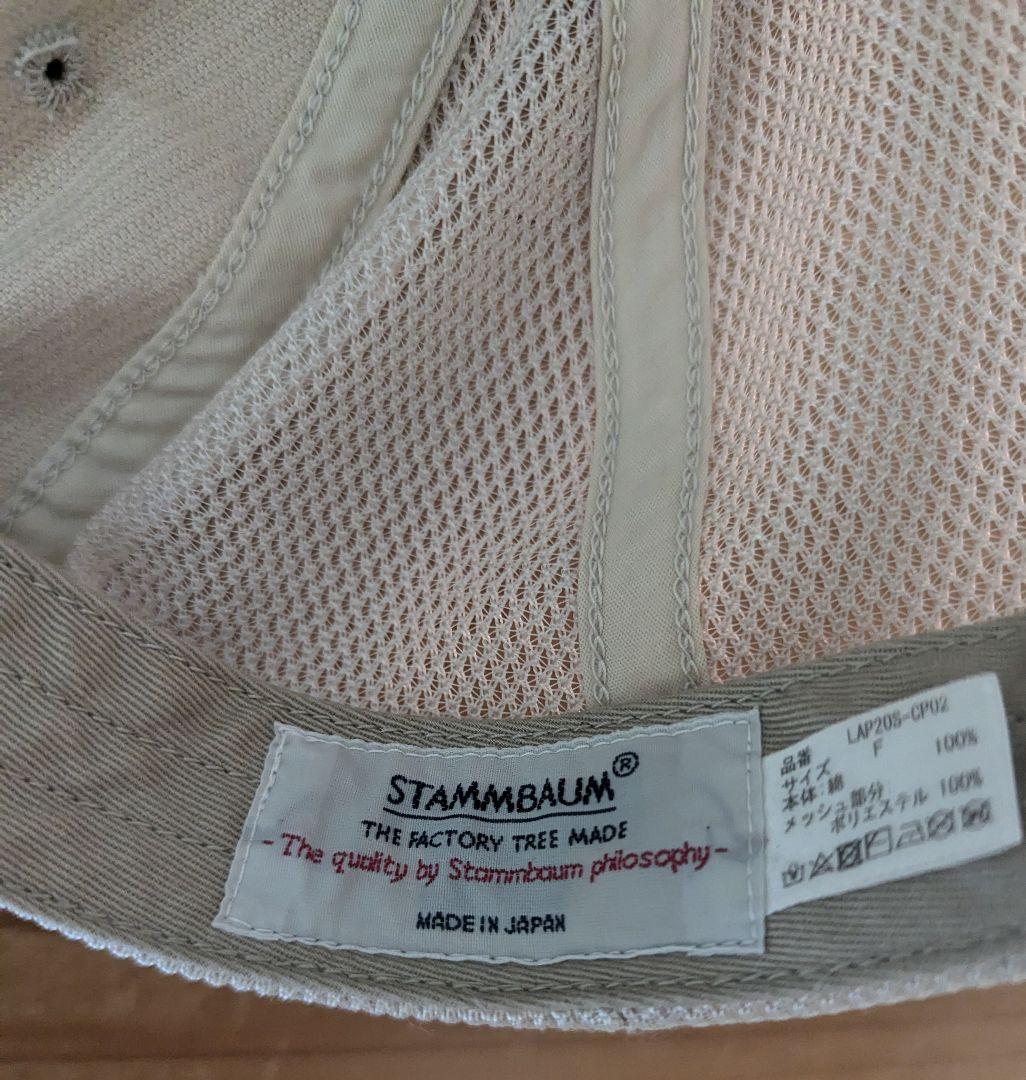 STAMMBAUM®
THE FACTORY TREE MADE
- The quality by Stammbaum philosophy -
MADE IN JAPAN
品番 LAP20S-CP02
サイズ F
本体:綿 100%
メッシュ部分
ポリエステル 100%